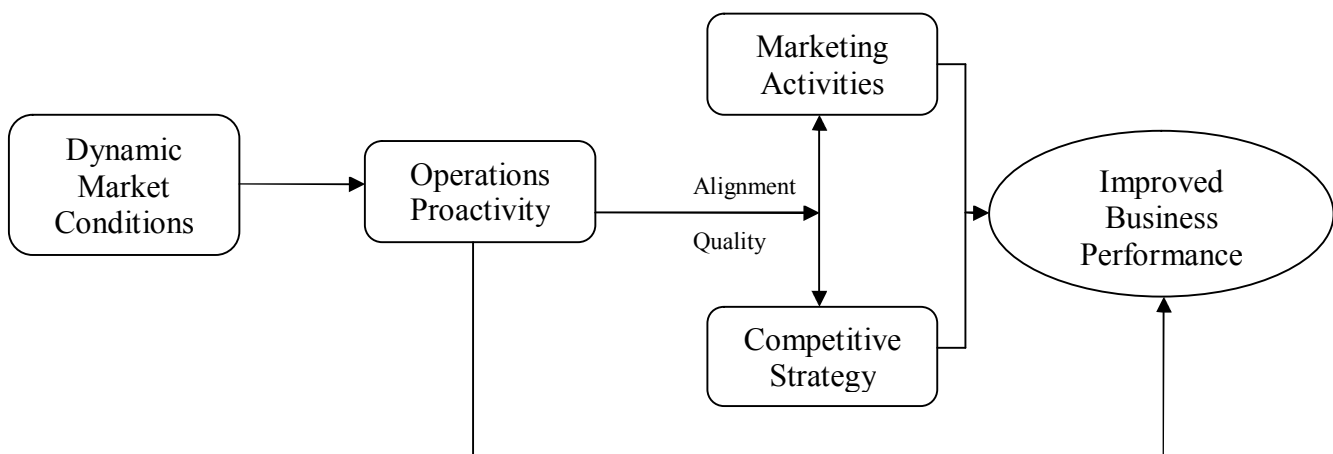 Dynamic
Market
Conditions
Operations
Proactivity
Alignment
Quality
Marketing
Activities
Competitive
Strategy
Improved
Business
Performance